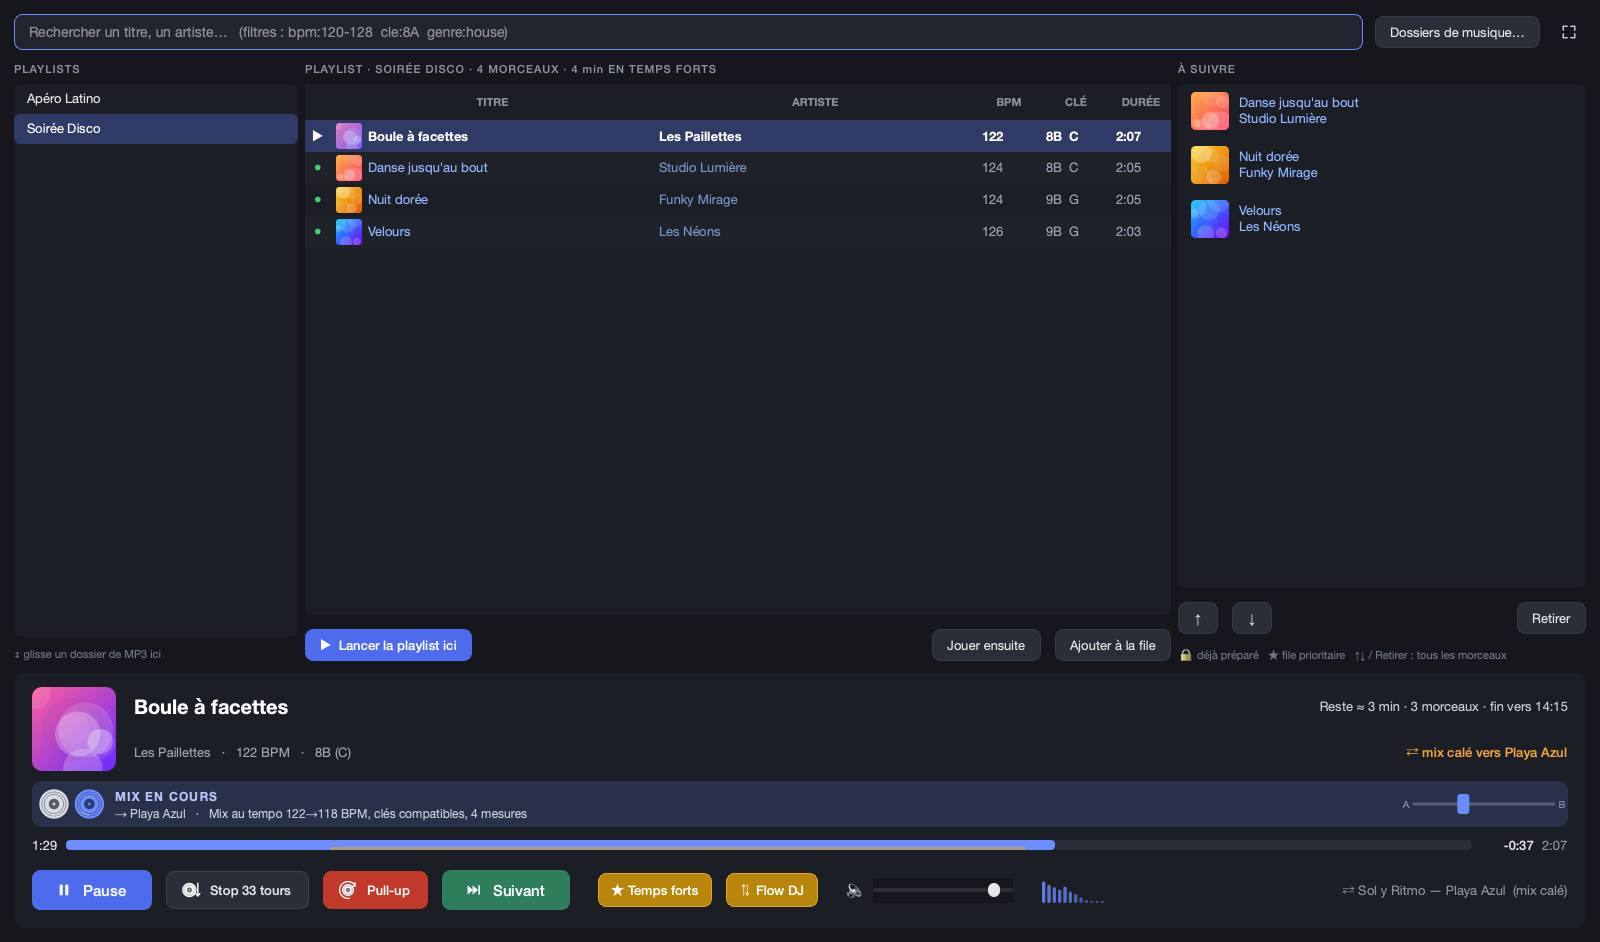 Rechercher un titre, un artiste… (filtres : bpm:120-128 cle:8A genre:house)
Dossiers de musique…
PLAYLISTS
Apéro Latino
Soirée Disco
↧ glisse un dossier de MP3 ici
PLAYLIST · SOIRÉE DISCO · 4 MORCEAUX · 4 min EN TEMPS FORTS
TITRE ARTISTE BPM CLÉ DURÉE
▶ Boule à facettes Les Paillettes 122 8B C 2:07
• Danse jusqu'au bout Studio Lumière 124 8B C 2:05
• Nuit dorée Funky Mirage 124 9B G 2:05
• Velours Les Néons 126 9B G 2:03
▶ Lancer la playlist ici
Jouer ensuite
Ajouter à la file
À SUIVRE
Danse jusqu'au bout
Studio Lumière
Nuit dorée
Funky Mirage
Velours
Les Néons
↑ ↓ Retirer
🔒 déjà préparé ★ file prioritaire ↑↓ / Retirer : tous les morceaux
Boule à facettes
Les Paillettes · 122 BPM · 8B (C)
Reste ≈ 3 min · 3 morceaux · fin vers 14:15
⇄ mix calé vers Playa Azul
MIX EN COURS
→ Playa Azul · Mix au tempo 122→118 BPM, clés compatibles, 4 mesures
A B
1:29 -0:37 2:07
Pause
Stop 33 tours
Pull-up
Suivant
★ Temps forts
⇅ Flow DJ
⇄ Sol y Ritmo — Playa Azul (mix calé)